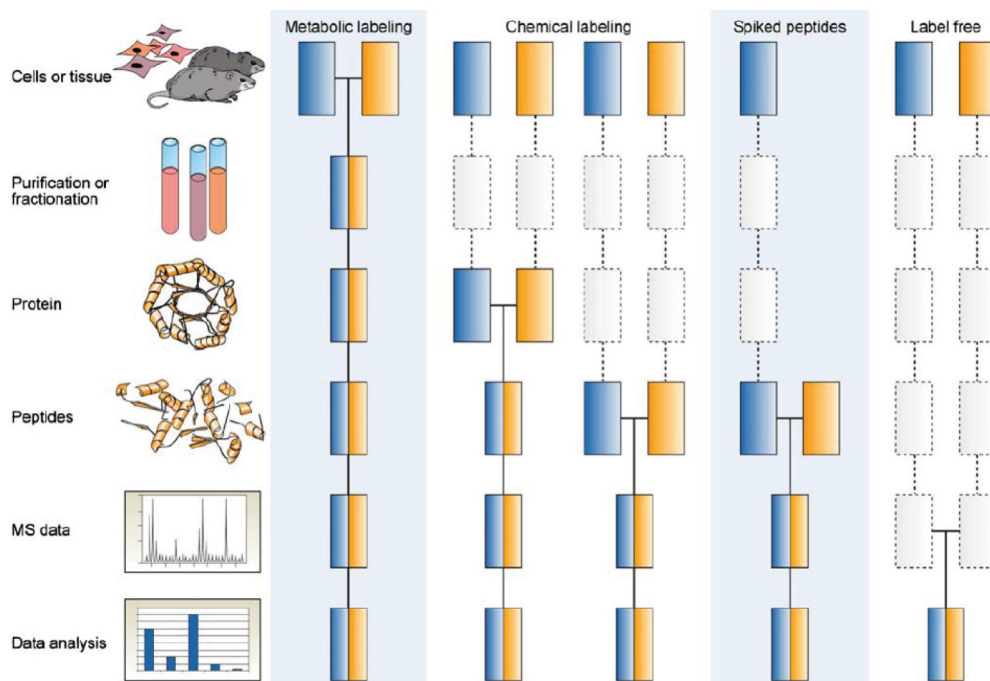 Metabolic labeling
Chemical labeling
Spiked peptides
Label free
Cells or tissue
Purification or
fractionation
Protein
Peptides
MS data
Data analysis